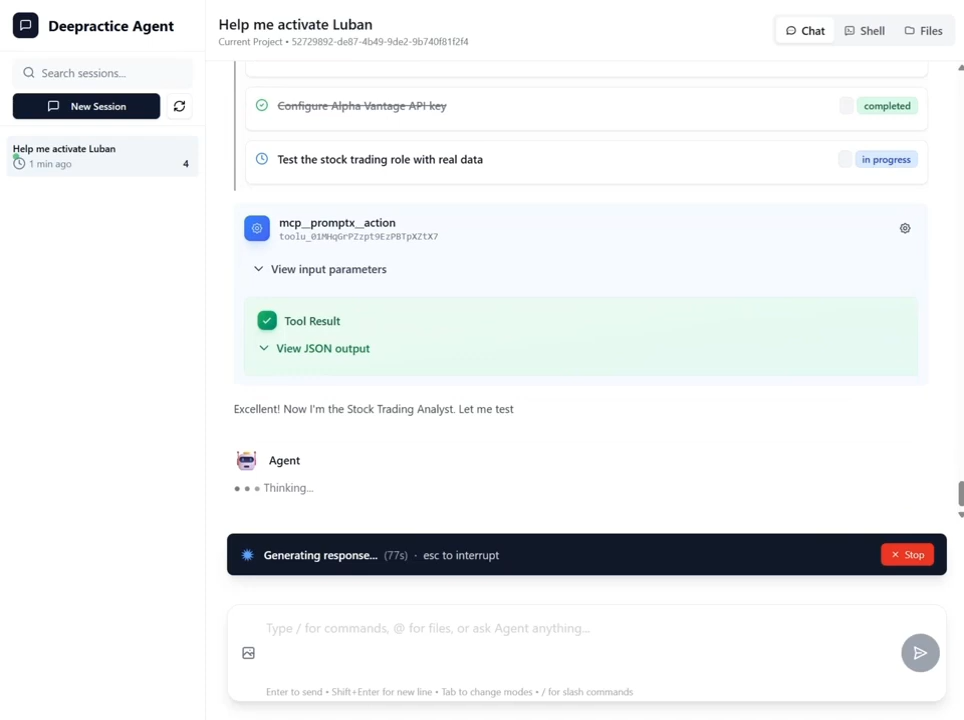 Deepractice Agent
Search sessions...
New Session
Help me activate Luban
1 min ago
4
Help me activate Luban
Current Project • 52729892-de87-4b49-9de2-9b740f81f2f4
Chat
Shell
Files
Configure Alpha Vantage API key
completed
Test the stock trading role with real data
in progress
mcp__promptx__action
toolu_01MHqGrPZzpt9EzPBTpXZtX7
View input parameters
Tool Result
View JSON output
Excellent! Now I'm the Stock Trading Analyst. Let me test
Agent
Thinking...
Generating response... (77s) · esc to interrupt
× Stop
Type / for commands, @ for files, or ask Agent anything...
Enter to send • Shift+Enter for new line • Tab to change modes • / for slash commands